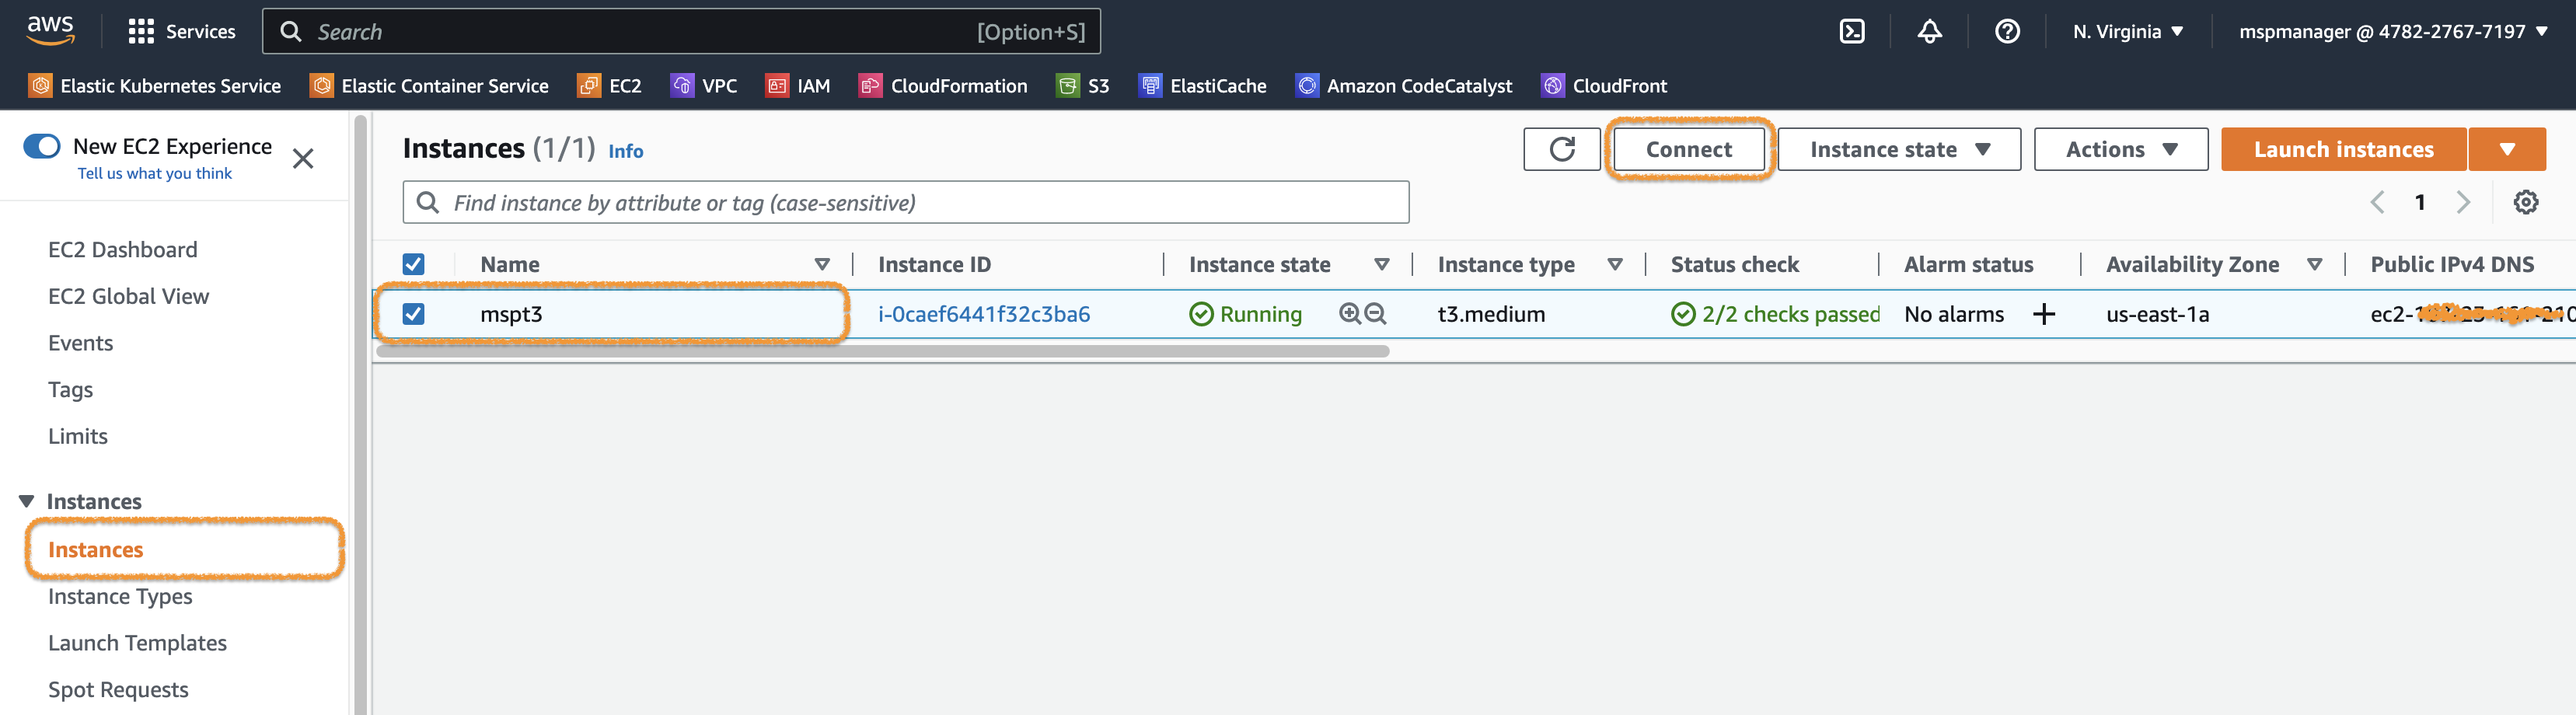 aws Services Search [Option+S] N. Virginia ▼ mspmanager @ 4782-2767-7197 ▼
Elastic Kubernetes Service Elastic Container Service EC2 VPC IAM CloudFormation S3 ElastiCache Amazon CodeCatalyst CloudFront
New EC2 Experience
Tell us what you think
EC2 Dashboard
EC2 Global View
Events
Tags
Limits
Instances
Instances
Instance Types
Launch Templates
Spot Requests
Instances (1/1) Info
Connect Instance state ▼ Actions ▼ Launch instances ▼
Find instance by attribute or tag (case-sensitive)
1
Name Instance ID Instance state Instance type Status check Alarm status Availability Zone Public IPv4 DNS
mspt3 i-0caef6441f32c3ba6 Running t3.medium 2/2 checks passed No alarms + us-east-1a ec2-